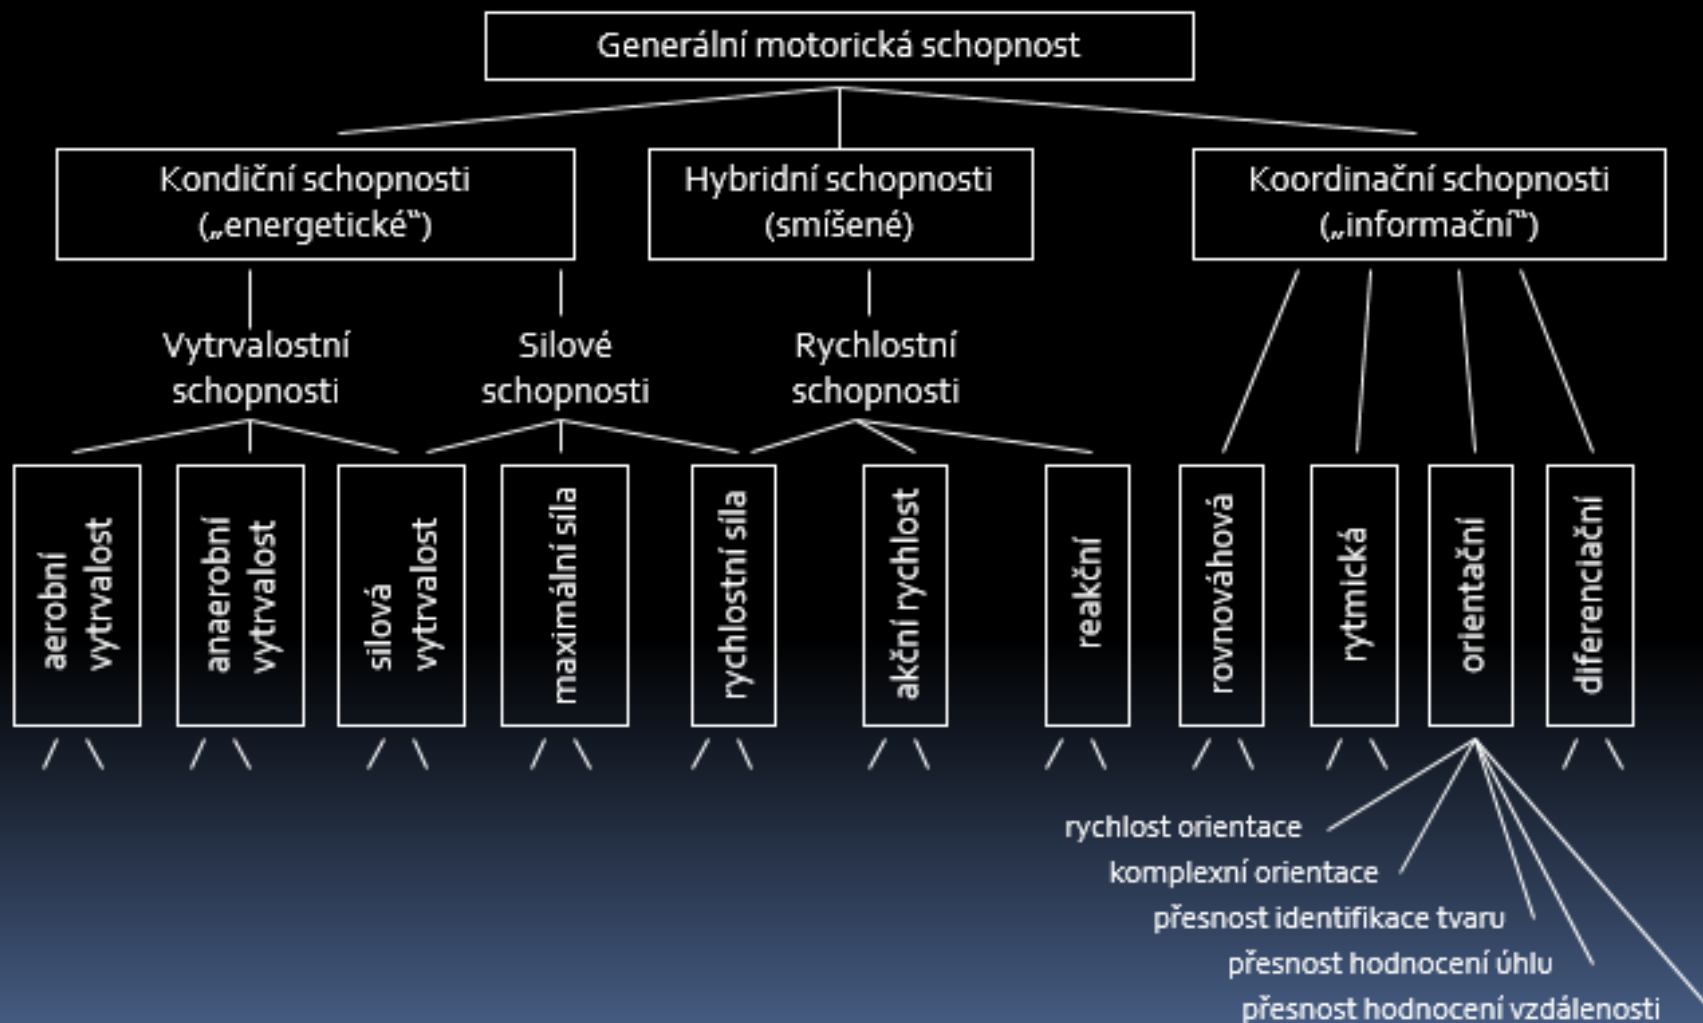 Generální motorická schopnost
Kondiční schopnosti
(„energetické“)
Hybridní schopnosti
(smíšené)
Koordinační schopnosti
(„informační“)
Vytrvalostní
schopnosti
Silové
schopnosti
Rychlostní
schopnosti
aerobní
vytrvalost
anaerobní
vytrvalost
silová
vytrvalost
maximální síla
rychlostní síla
akční rychlost
reakční
rovnováhová
rytmická
orientační
diferenciační
rychlost orientace
komplexní orientace
přesnost identifikace tvaru
přesnost hodnocení úhlu
přesnost hodnocení vzdálenosti